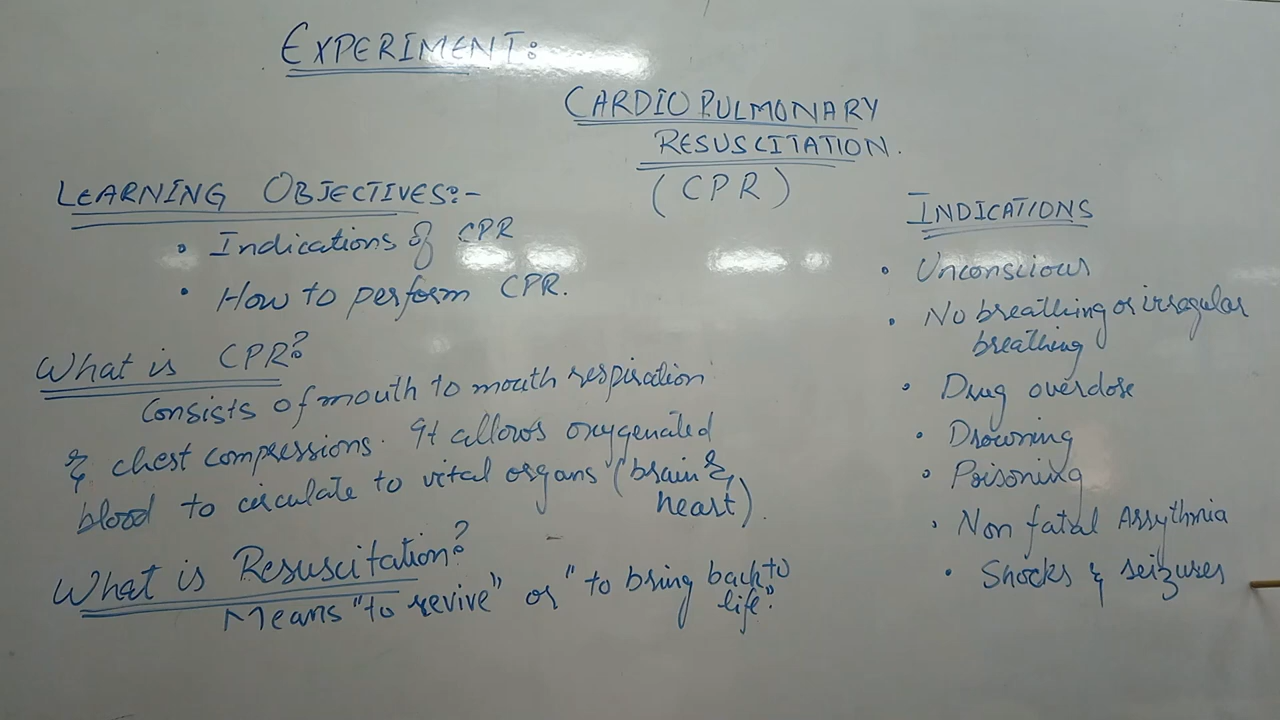 EXPERIMENT:
CARDIOPULMONARY
RESUSCITATION.
(CPR)
LEARNING OBJECTIVES:-
• Indications of CPR
• How to perform CPR.
What is CPR?
Consists of mouth to mouth respiration
& chest compressions. It allows oxygenated
blood to circulate to vital organs (brain &
heart).
What is Resuscitation?
Means "to revive" or "to bring back to
life".
INDICATIONS
• Unconscious
• No breathing or irregular
breathing
• Drug overdose
• Drowning
• Poisoning
• Non fatal Arrythmia
• Shocks & seizures